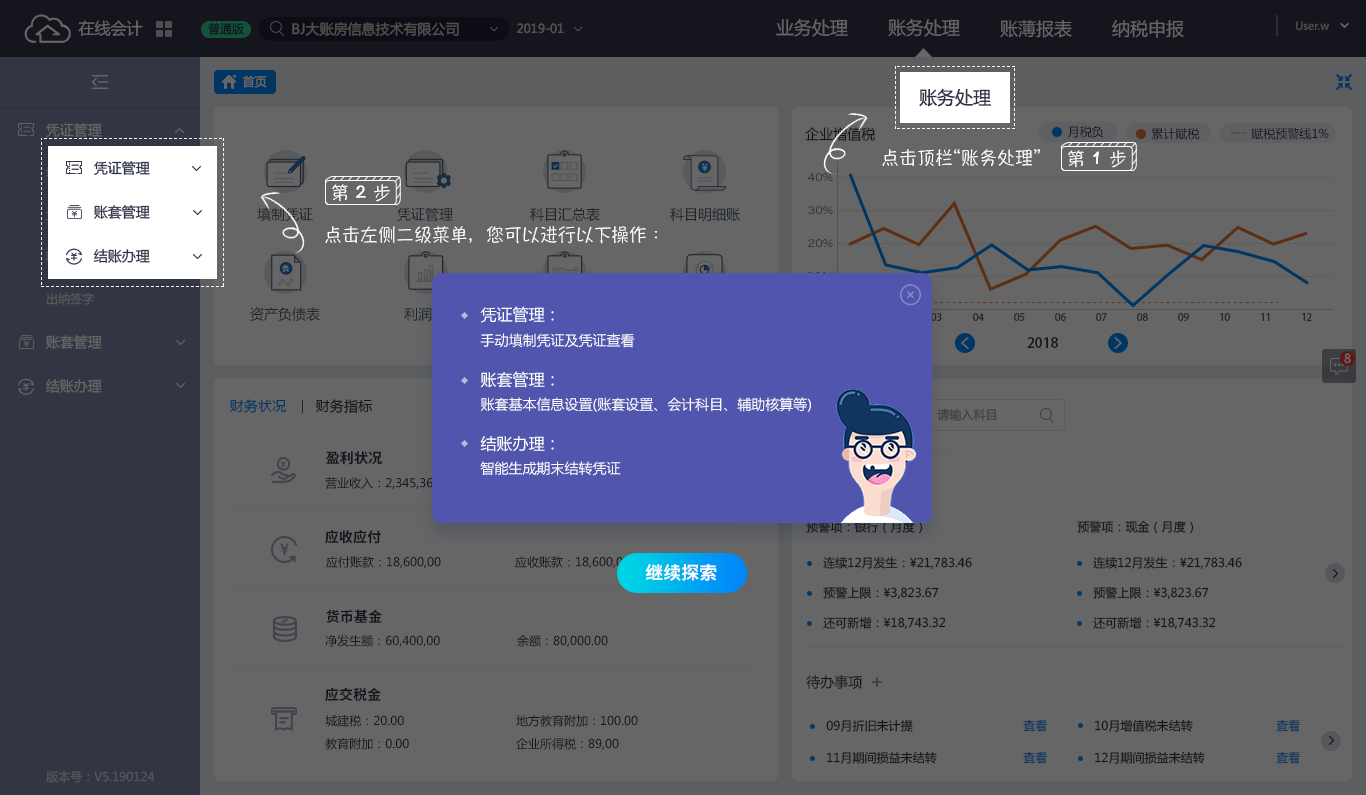 在线会计
普通版
BJ大账房信息技术有限公司
2019-01
业务处理
账务处理
账薄报表
纳税申报
User.w
首页
账务处理
点击顶栏“账务处理”
第 1 步
凭证管理
凭证管理
账套管理
结账办理
出纳签字
账套管理
结账办理
版本号：V5.190124
第 2 步
点击左侧二级菜单，您可以进行以下操作：
填制凭证
凭证管理
科目汇总表
科目明细账
资产负债表
利润
企业增值税
月税负
累计赋税
赋税预警线1%
40%
30%
20%
10%
03 04 05 06 07 08 09 10 11 12
2018
8
凭证管理：
手动填制凭证及凭证查看
账套管理：
账套基本信息设置(账套设置、会计科目、辅助核算等)
结账办理：
智能生成期末结转凭证
继续探索
财务状况 | 财务指标
盈利状况
营业收入：2,345,36
应收应付
应付账款：18,600,00
应收账款：18,600,0
货币基金
净发生额：60,400,00
余额：80,000.00
应交税金
城建税：20.00
地方教育附加：100.00
教育附加：0.00
企业所得税：89,00
请输入科目
预警项：银行（月度）
连续12月发生：¥21,783.46
预警上限：¥3,823.67
还可新增：¥18,743.32
预警项：现金（月度）
连续12月发生：¥21,783.46
预警上限：¥3,823.67
还可新增：¥18,743.32
待办事项
09月折旧未计提 查看
10月增值税未结转 查看
11月期间损益未结转 查看
12月期间损益未结转 查看